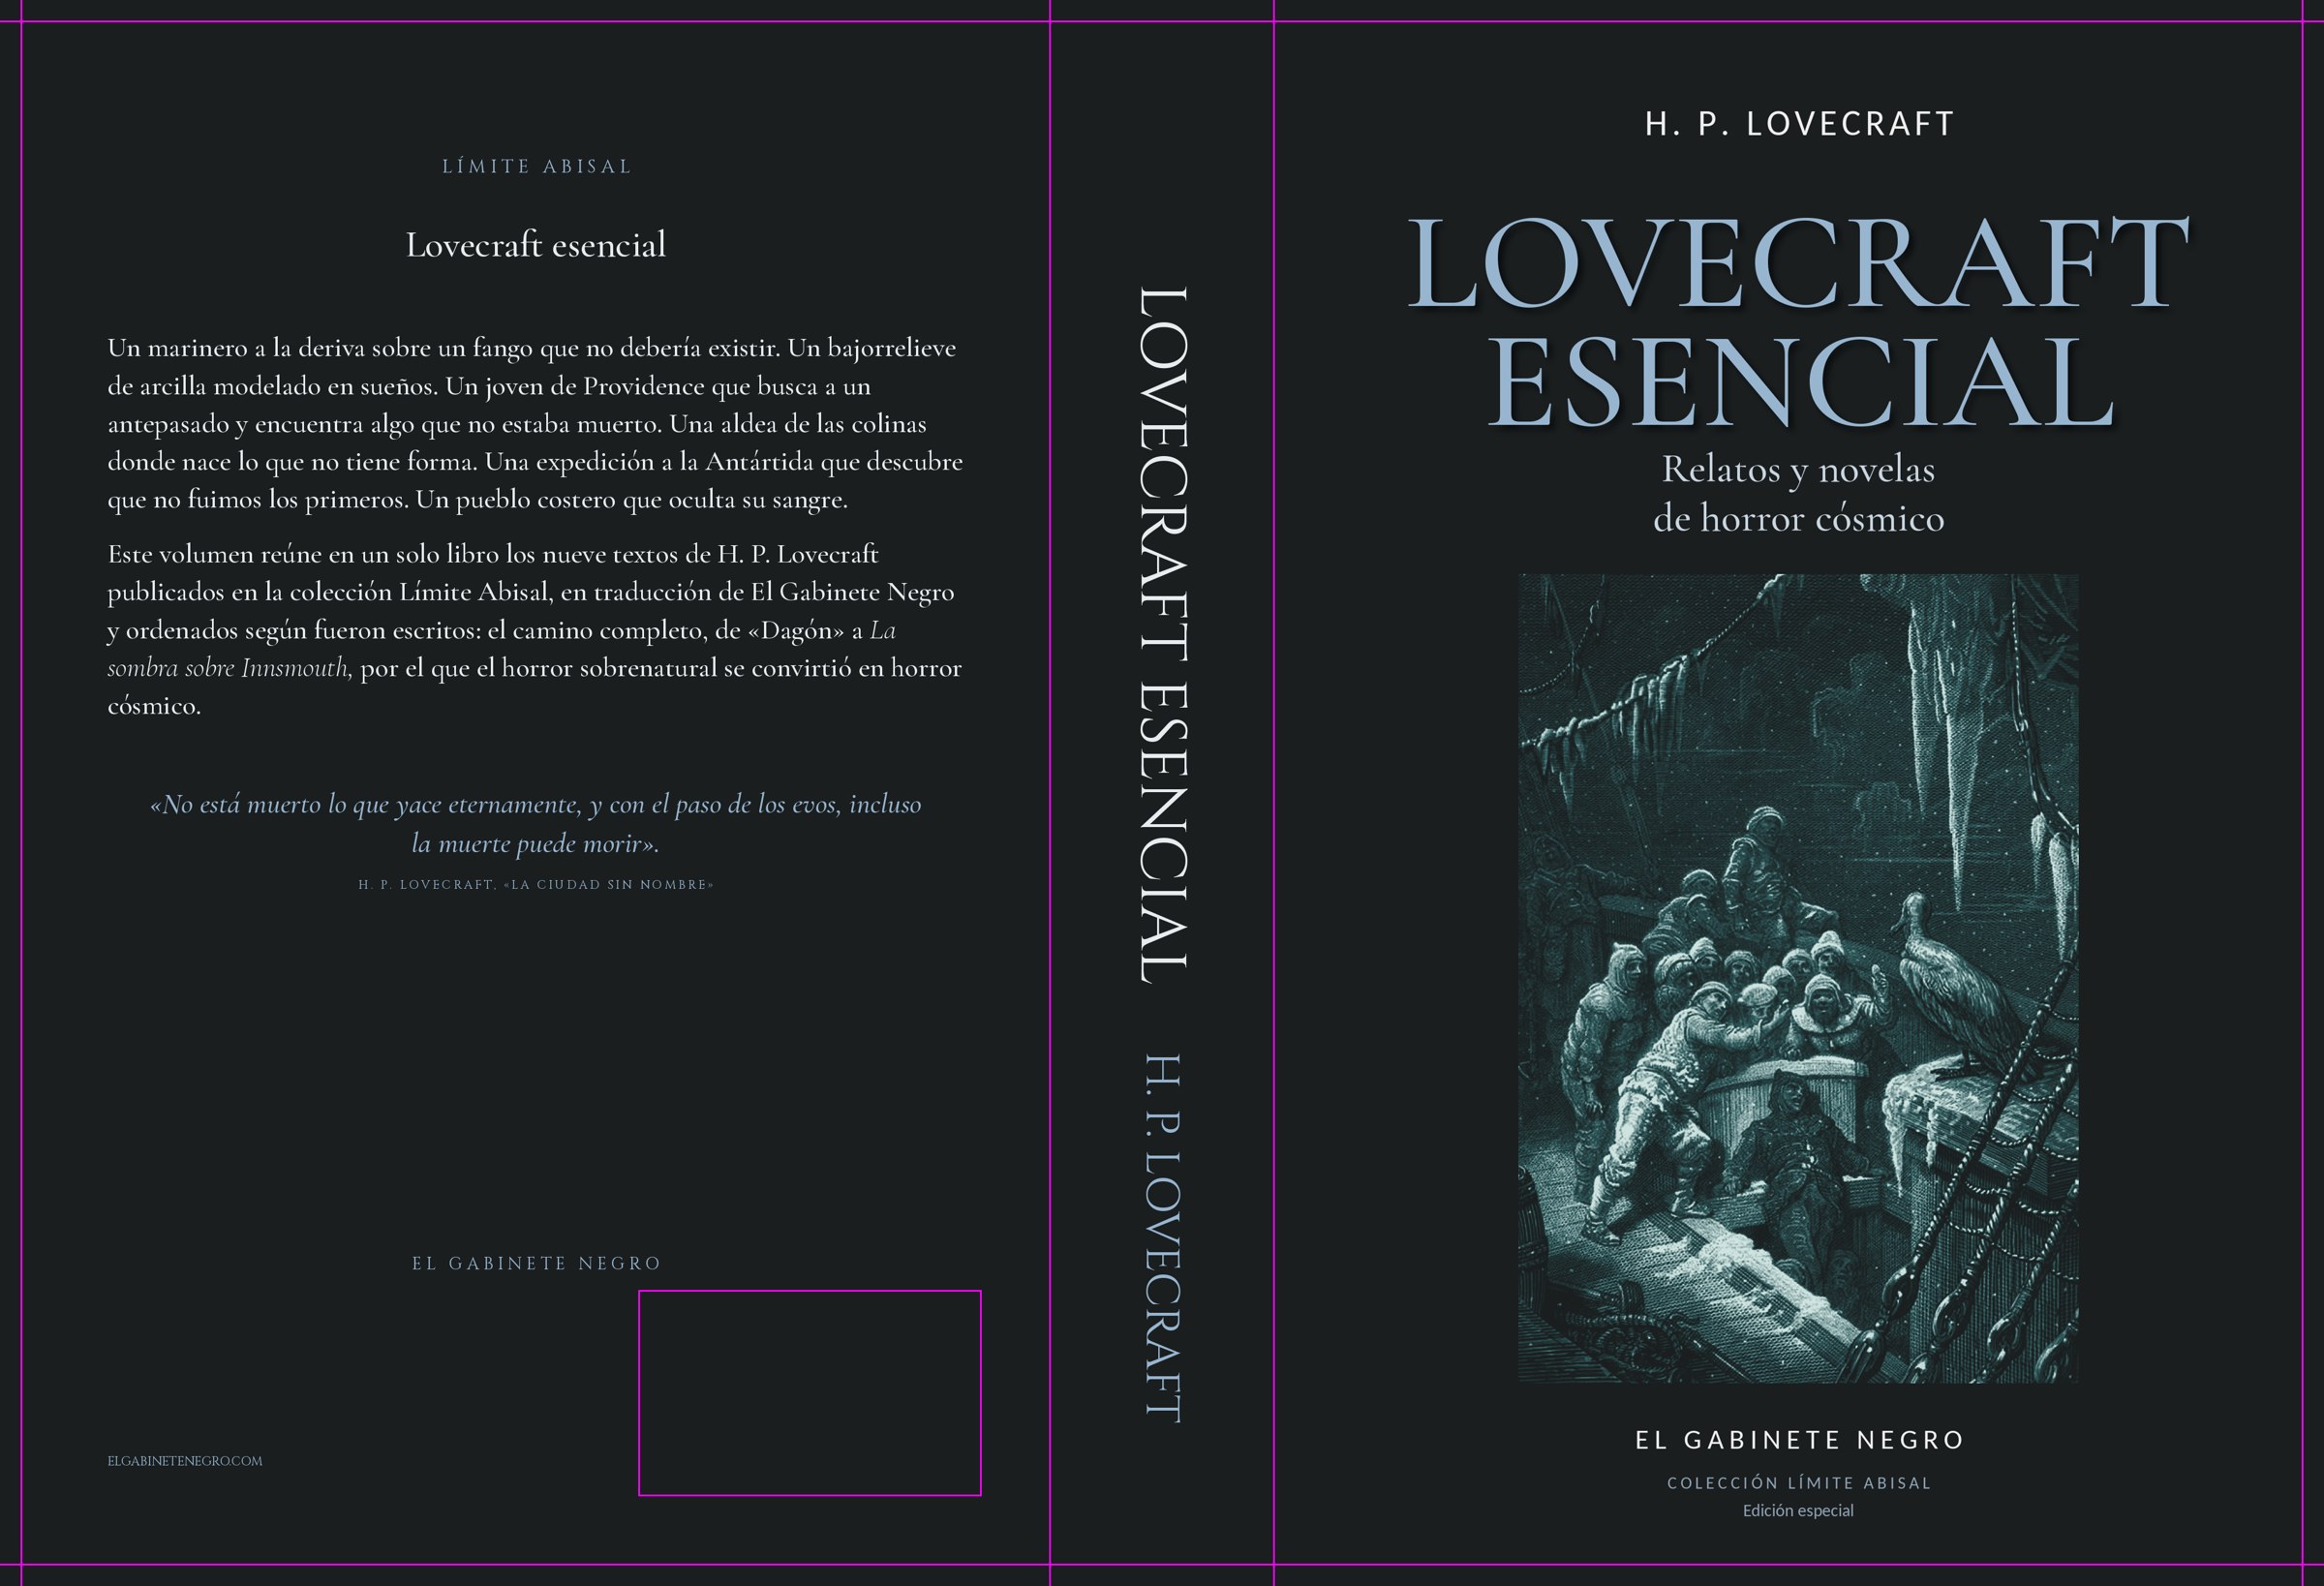 LÍMITE ABISAL
Lovecraft esencial
Un marinero a la deriva sobre un fango que no debería existir. Un bajorrelieve
de arcilla modelado en sueños. Un joven de Providence que busca a un
antepasado y encuentra algo que no estaba muerto. Una aldea de las colinas
donde nace lo que no tiene forma. Una expedición a la Antártida que descubre
que no fuimos los primeros. Un pueblo costero que oculta su sangre.
Este volumen reúne en un solo libro los nueve textos de H. P. Lovecraft
publicados en la colección Límite Abisal, en traducción de El Gabinete Negro
y ordenados según fueron escritos: el camino completo, de «Dagón» a La
sombra sobre Innsmouth, por el que el horror sobrenatural se convirtió en horror
cósmico.
«No está muerto lo que yace eternamente, y con el paso de los evos, incluso
la muerte puede morir».
H. P. LOVECRAFT, «LA CIUDAD SIN NOMBRE»
EL GABINETE NEGRO
ELGABINETENEGRO.COM
LOVECRAFT ESENCIAL H. P. LOVECRAFT
H. P. LOVECRAFT
LOVECRAFT
ESENCIAL
Relatos y novelas
de horror cósmico
EL GABINETE NEGRO
COLECCIÓN LÍMITE ABISAL
Edición especial